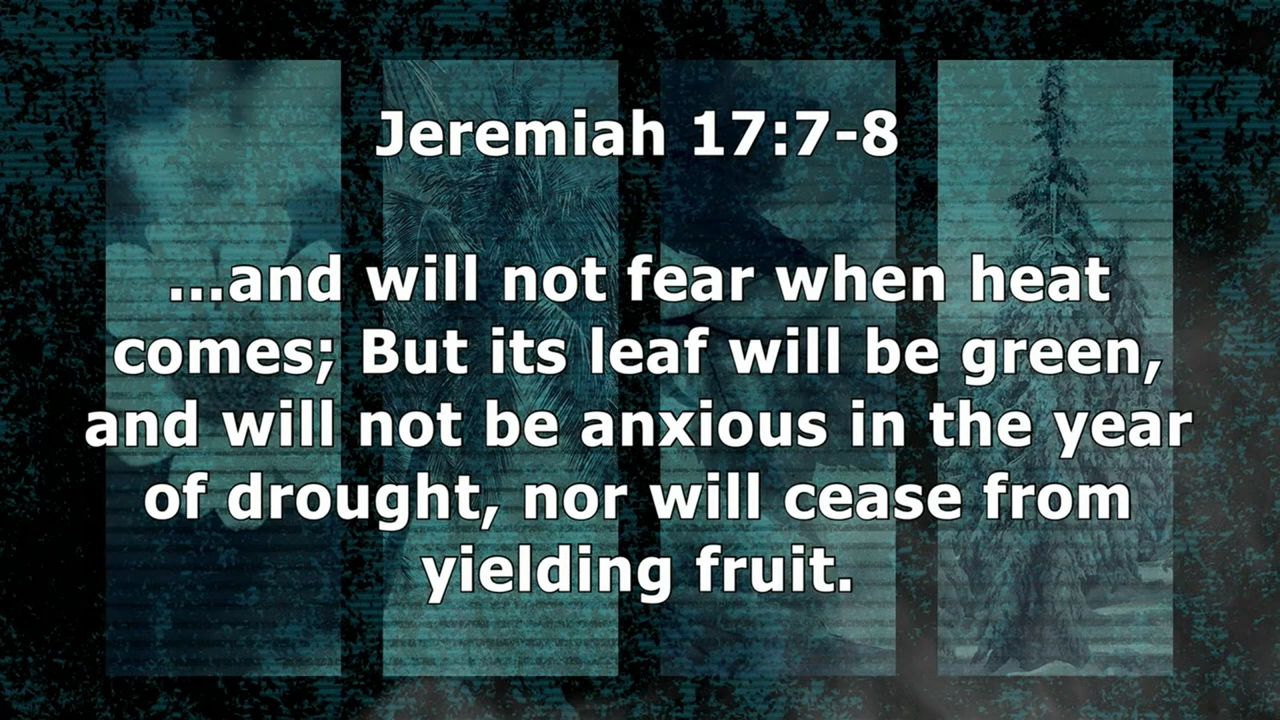 Jeremiah 17:7-8
...and will not fear when heat
comes; But its leaf will be green,
and will not be anxious in the year
of drought, nor will cease from
yielding fruit.